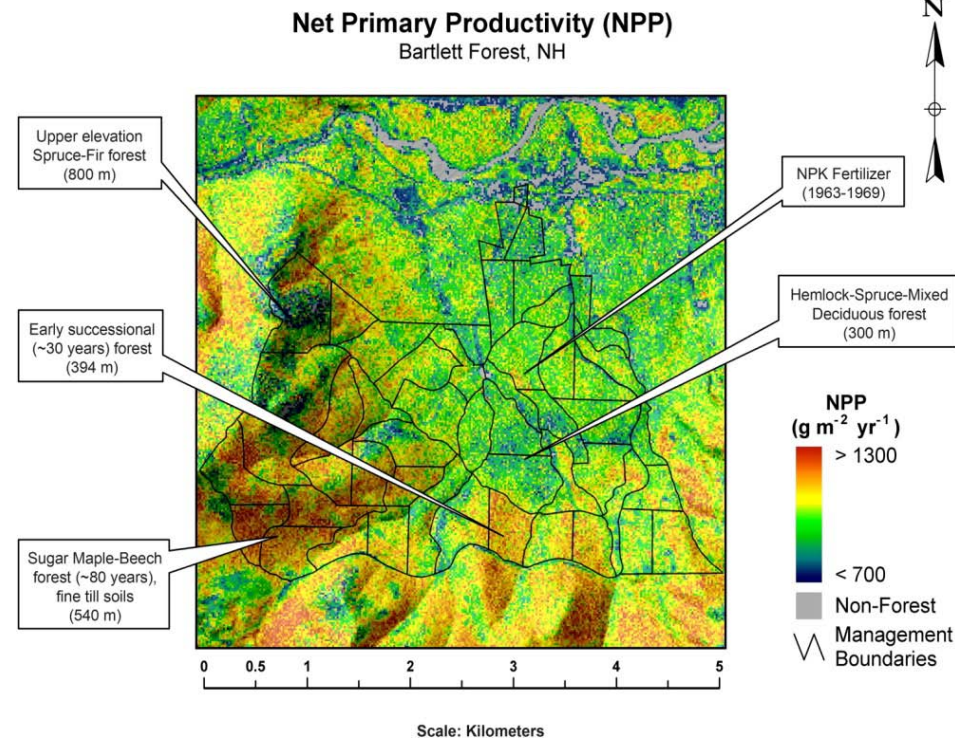 Net Primary Productivity (NPP)
Bartlett Forest, NH
N
Upper elevation
Spruce-Fir forest
(800 m)
NPK Fertilizer
(1963-1969)
Hemlock-Spruce-Mixed
Deciduous forest
(300 m)
Early successional
(~30 years) forest
(394 m)
Sugar Maple-Beech
forest (~80 years),
fine till soils
(540 m)
NPP
(g m⁻² yr⁻¹)
> 1300
< 700
Non-Forest
Management
Boundaries
0 0.5 1 2 3 4 5
Scale: Kilometers